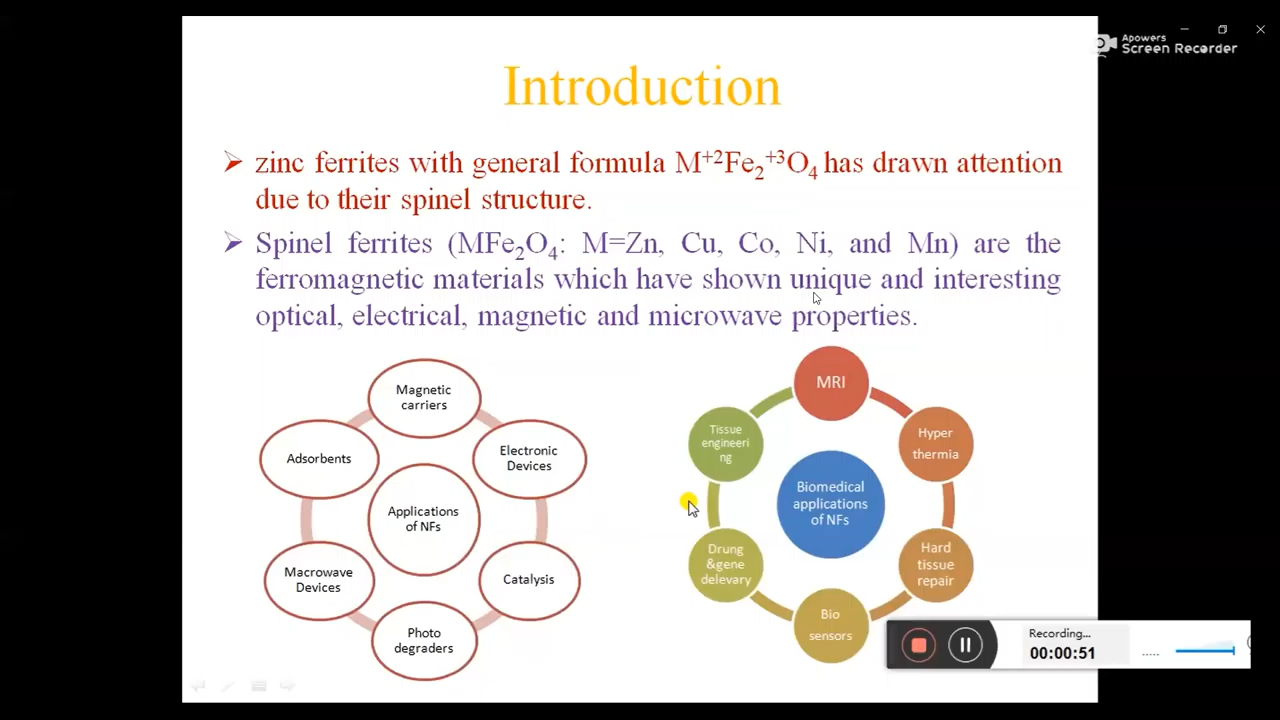 Apowers
Screen Recorder
Introduction
➢ zinc ferrites with general formula M⁺²Fe₂⁺³O₄ has drawn attention
due to their spinel structure.
➢ Spinel ferrites (MFe₂O₄: M=Zn, Cu, Co, Ni, and Mn) are the
ferromagnetic materials which have shown unique and interesting
optical, electrical, magnetic and microwave properties.
Magnetic
carriers
Electronic
Devices
Catalysis
Photo
degraders
Macrowave
Devices
Adsorbents
Applications
of NFs
MRI
Hyper
thermia
Hard
tissue
repair
Bio
sensors
Drung
&gene
delevary
Tissue
engineeri
ng
Biomedical
applications
of NFs
Recording...
00:00:51
.....